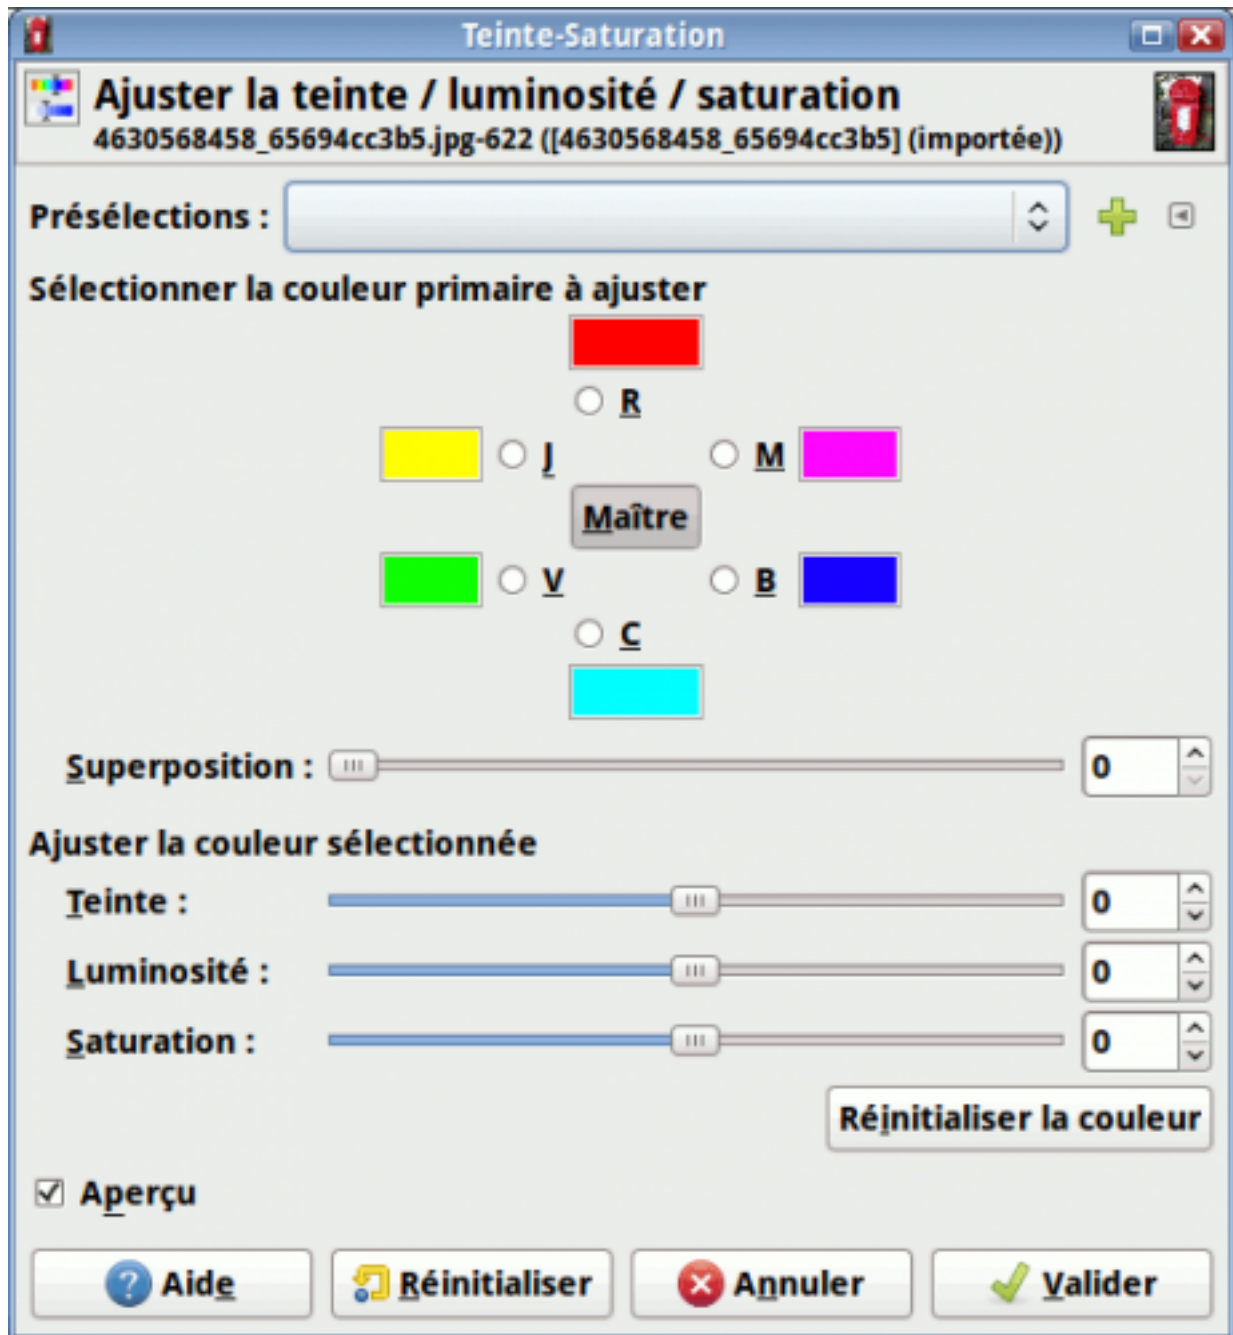 Teinte-Saturation
Ajuster la teinte / luminosité / saturation
4630568458_65694cc3b5.jpg-622 ([4630568458_65694cc3b5] (importée))
Présélections :
Sélectionner la couleur primaire à ajuster
R
J M
Maître
V B
C
Superposition : 0
Ajuster la couleur sélectionnée
Teinte : 0
Luminosité : 0
Saturation : 0
Réinitialiser la couleur
Aperçu
Aide Réinitialiser Annuler Valider